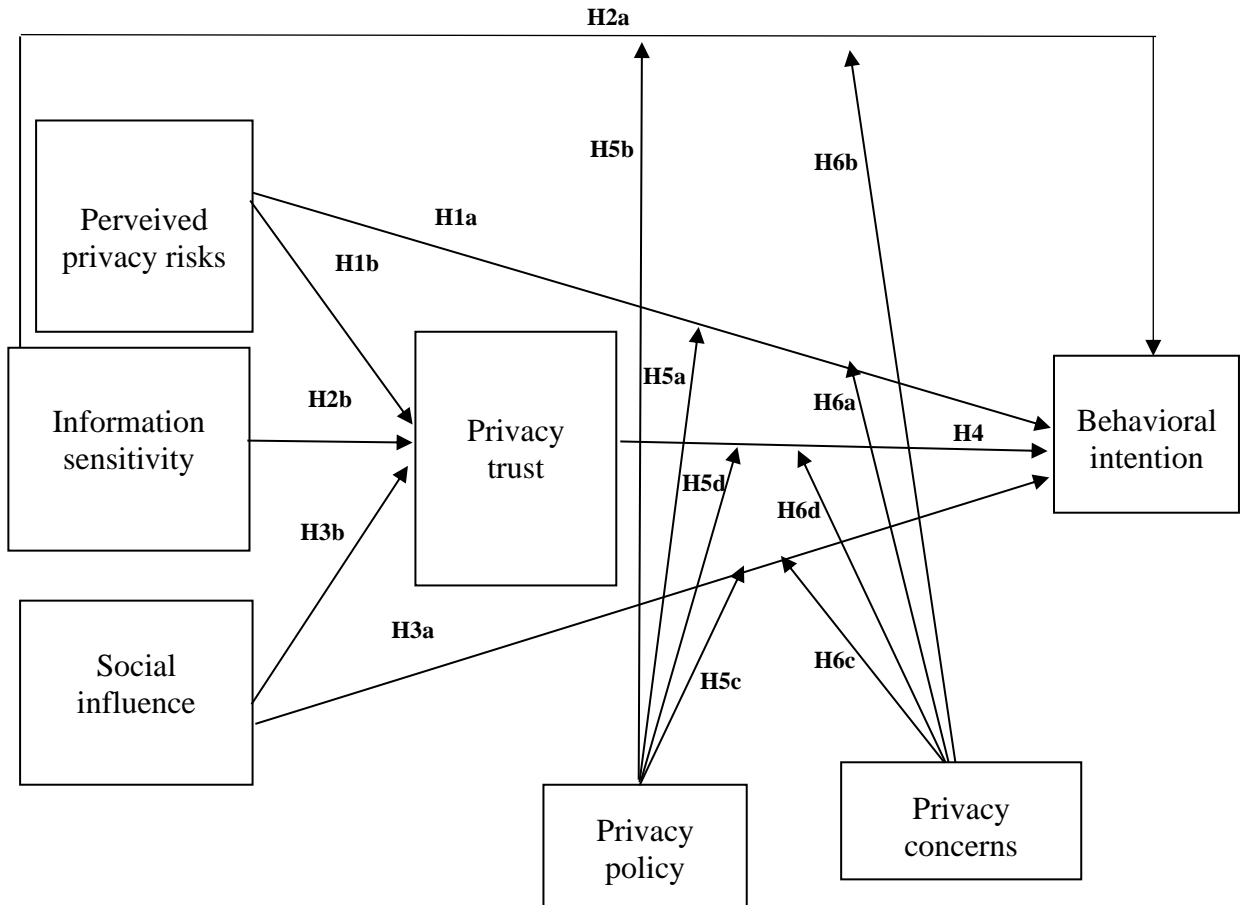 H2a
H5b
H6b
Perveived
privacy risks
H1a
H1b
H5a
H6a
Information
sensitivity
H2b
Privacy
trust
H4
Behavioral
intention
H5d
H6d
H3b
H3a
H5c
H6c
Social
influence
Privacy
policy
Privacy
concerns